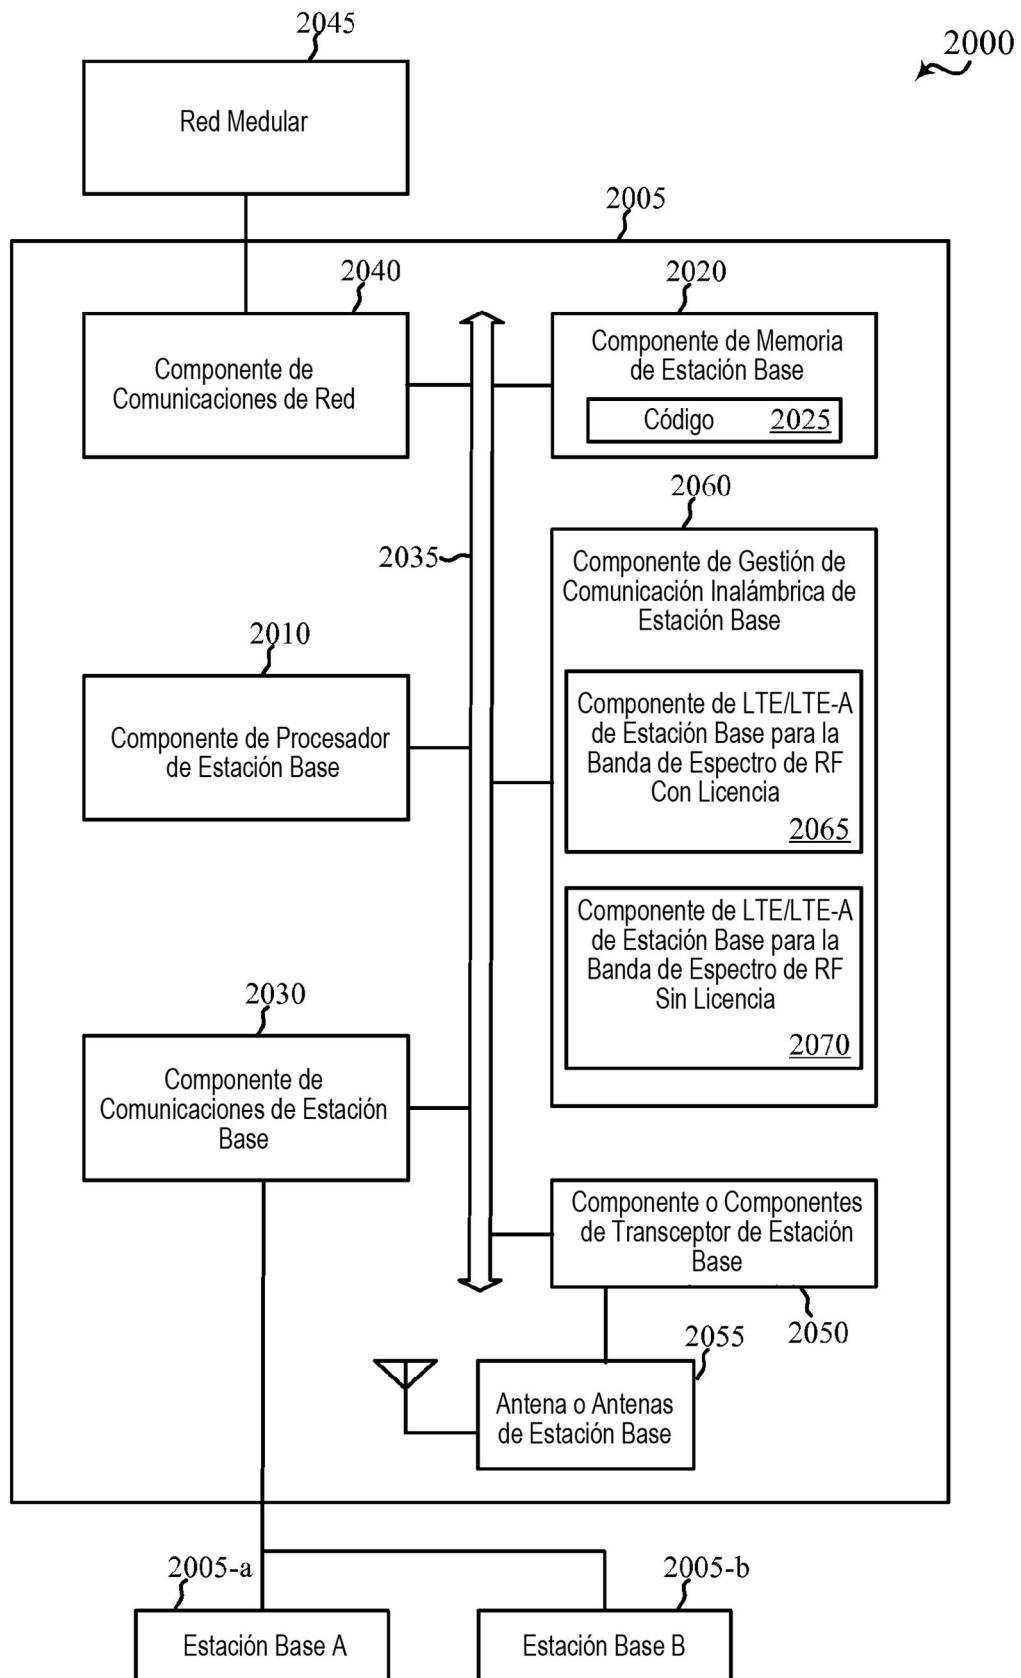 2045
2000
Red Medular
2005
2040
2020
Componente de
Comunicaciones de Red
Componente de Memoria
de Estación Base
Código 2025
2060
2035
Componente de Gestión de
Comunicación Inalámbrica de
Estación Base
2010
Componente de Procesador
de Estación Base
Componente de LTE/LTE-A
de Estación Base para la
Banda de Espectro de RF
Con Licencia
2065
Componente de LTE/LTE-A
de Estación Base para la
Banda de Espectro de RF
Sin Licencia
2070
2030
Componente de
Comunicaciones de Estación
Base
Componente o Componentes
de Transceptor de Estación
Base
2050
2055
Antena o Antenas
de Estación Base
2005-a
2005-b
Estación Base A
Estación Base B